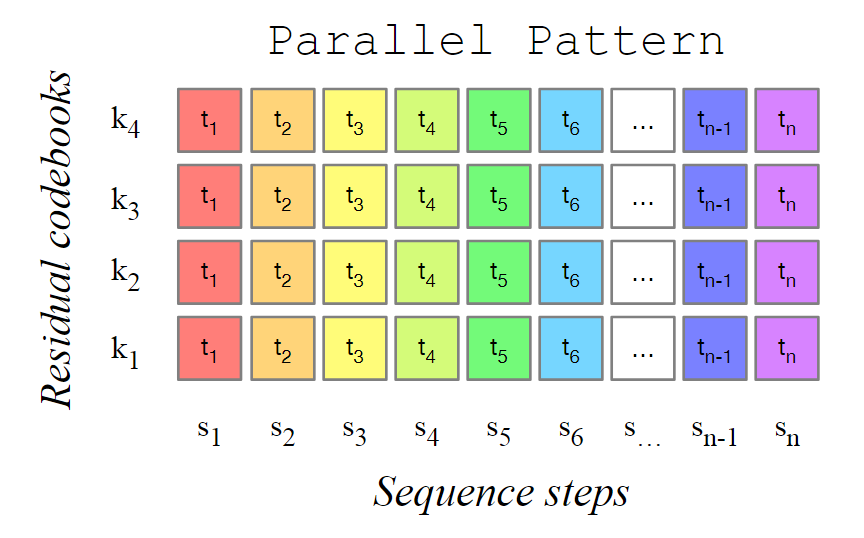 Parallel Pattern
Residual codebooks
k4 t1 t2 t3 t4 t5 t6 ... tn-1 tn
k3 t1 t2 t3 t4 t5 t6 ... tn-1 tn
k2 t1 t2 t3 t4 t5 t6 ... tn-1 tn
k1 t1 t2 t3 t4 t5 t6 ... tn-1 tn
s1 s2 s3 s4 s5 s6 s... sn-1 sn
Sequence steps